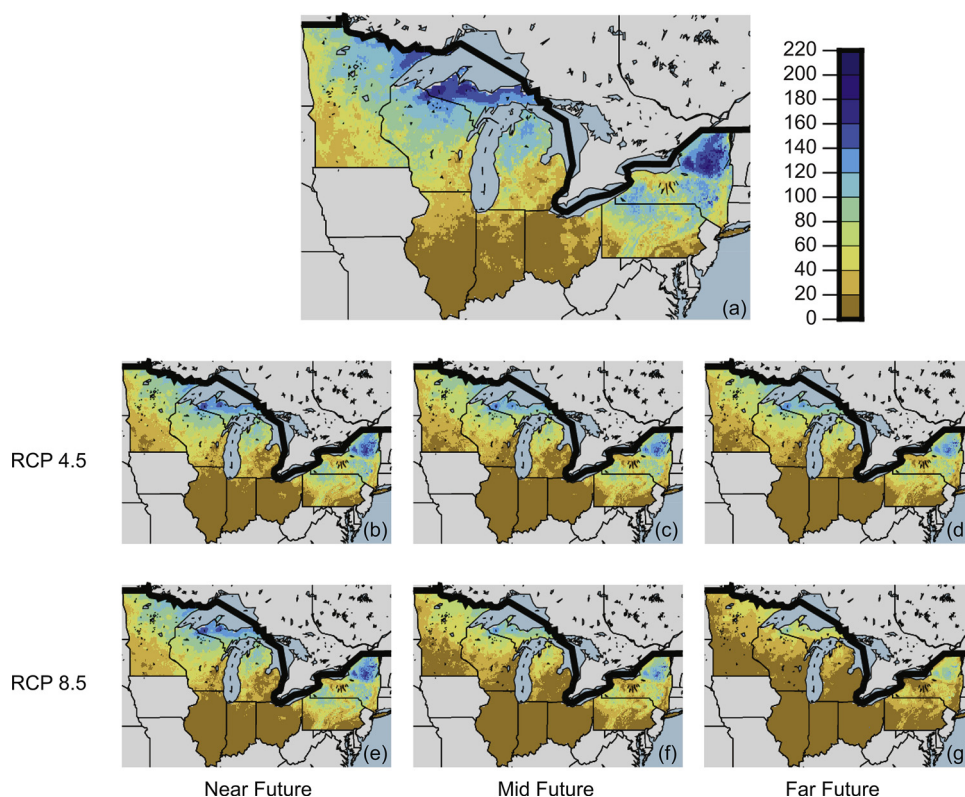 220
200
180
160
140
120
100
80
60
40
20
0
(a)
RCP 4.5
(b)
(c)
(d)
RCP 8.5
(e)
(f)
(g)
Near Future
Mid Future
Far Future